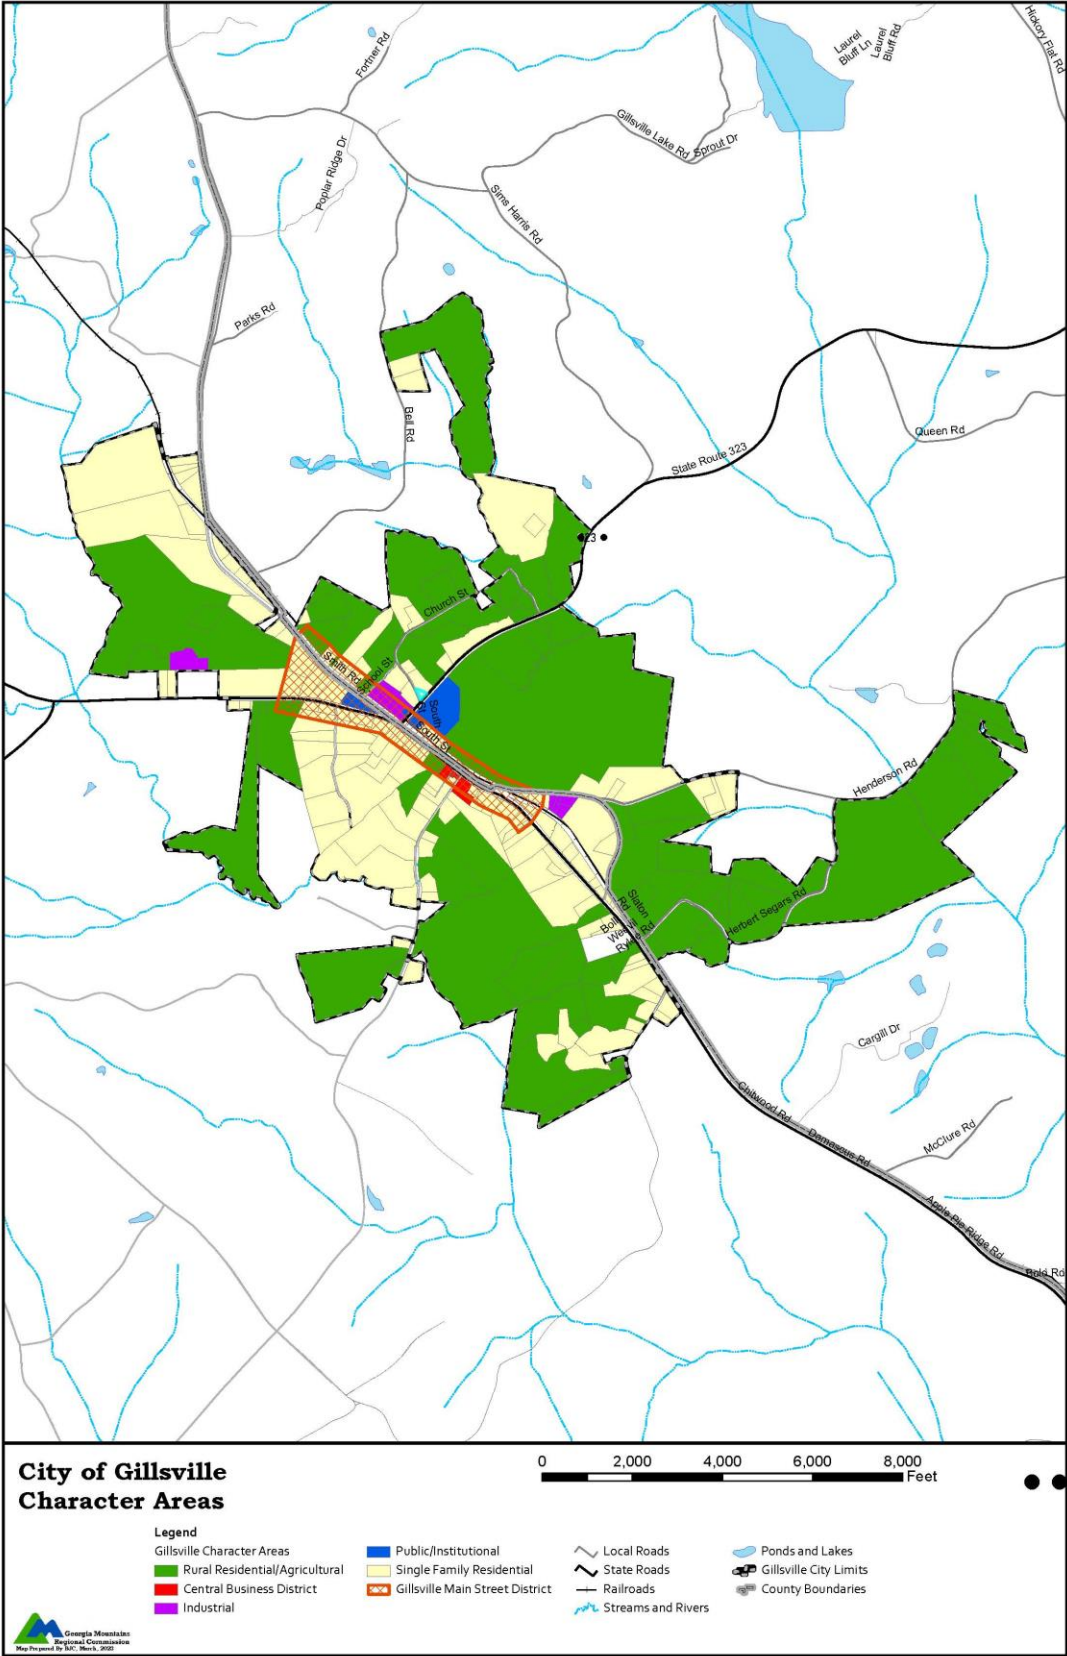 Fortner Rd
Laurel
Bluff Ln
Laurel
Bluff Rd
Hickory Flat Rd
Poplar Ridge Dr
Gillsville Lake Rd
Sprout Dr
Sims Harris Rd
Parks Rd
Bell Rd
State Route 323
Queen Rd
Church St
Smith Rd
School St
South
South St
Henderson Rd
Slaton
Rd
Herbert Segars Rd
Cargill Dr
Chitwood Rd
Damascus Rd
McClure Rd
Apple Pie Ridge Rd
Bold Rd
City of Gillsville
Character Areas
0 2,000 4,000 6,000 8,000
Feet
Legend
Gillsville Character Areas
Rural Residential/Agricultural
Central Business District
Industrial
Public/Institutional
Single Family Residential
Gillsville Main Street District
Local Roads
State Roads
Railroads
Streams and Rivers
Ponds and Lakes
Gillsville City Limits
County Boundaries
Georgia Mountains
Regional Commission